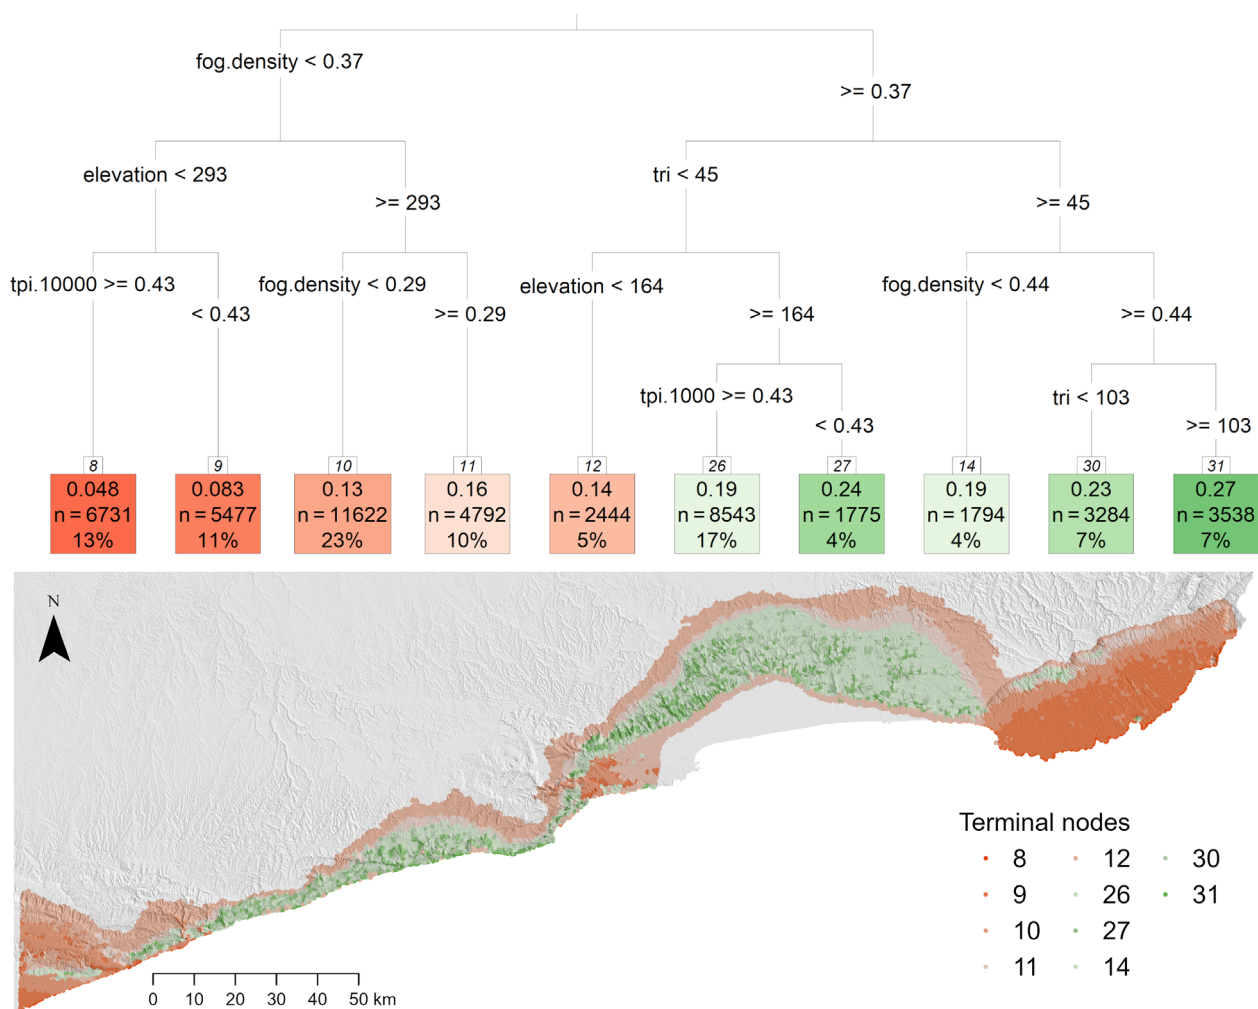 fog.density < 0.37
>= 0.37
elevation < 293
>= 293
tri < 45
>= 45
tpi.10000 >= 0.43
< 0.43
fog.density < 0.29
>= 0.29
elevation < 164
>= 164
fog.density < 0.44
>= 0.44
tpi.1000 >= 0.43
< 0.43
tri < 103
>= 103
8
0.048
n = 6731
13%
9
0.083
n = 5477
11%
10
0.13
n = 11622
23%
11
0.16
n = 4792
10%
12
0.14
n = 2444
5%
26
0.19
n = 8543
17%
27
0.24
n = 1775
4%
14
0.19
n = 1794
4%
30
0.23
n = 3284
7%
31
0.27
n = 3538
7%
N
0 10 20 30 40 50 km
Terminal nodes
8 12 30
9 26 31
10 27
11 14